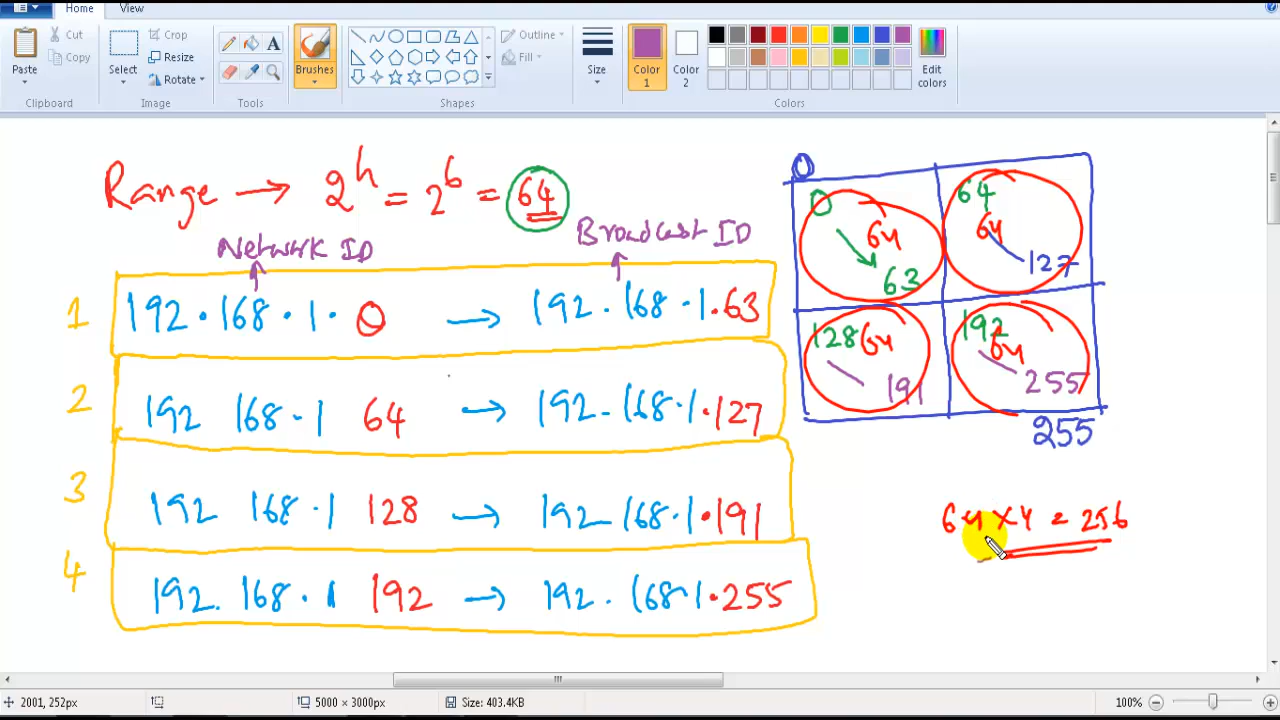 Home View
Paste
Cut
Copy
Clipboard
Select
Crop
Resize
Rotate
Image
A
Tools
Brushes
Outline
Fill
Shapes
Size
Color 1
Color 2
Edit colors
Colors
Range → 2^h = 2^6 = 64
Network ID Broadcast ID
1 192.168.1.0 → 192.168.1.63
2 192 168.1 64 → 192.168.1.127
3 192 168.1 128 → 192.168.1.191
4 192.168.1 192 → 192.168.1.255
0
0 64 63
64 64 127
128 64 191
192 64 255
255
64 x 4 = 256
2001, 252px
5000 × 3000px
Size: 403.4KB
100%